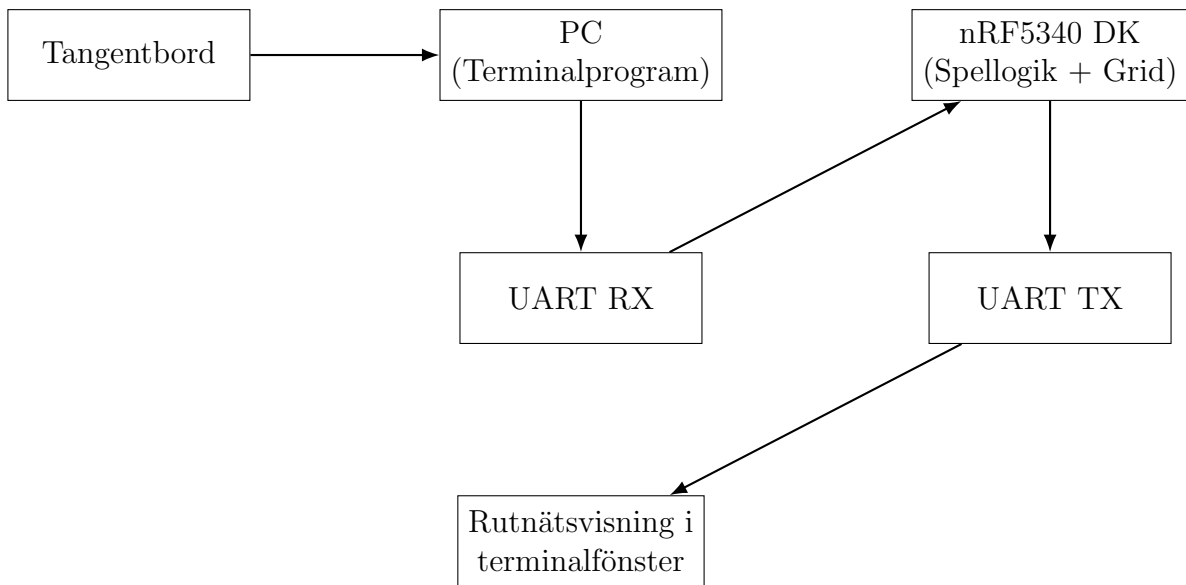 Tangentbord
PC
(Terminalprogram)
nRF5340 DK
(Spellogik + Grid)
UART RX
UART TX
Rutnätsvisning i
terminalfönster